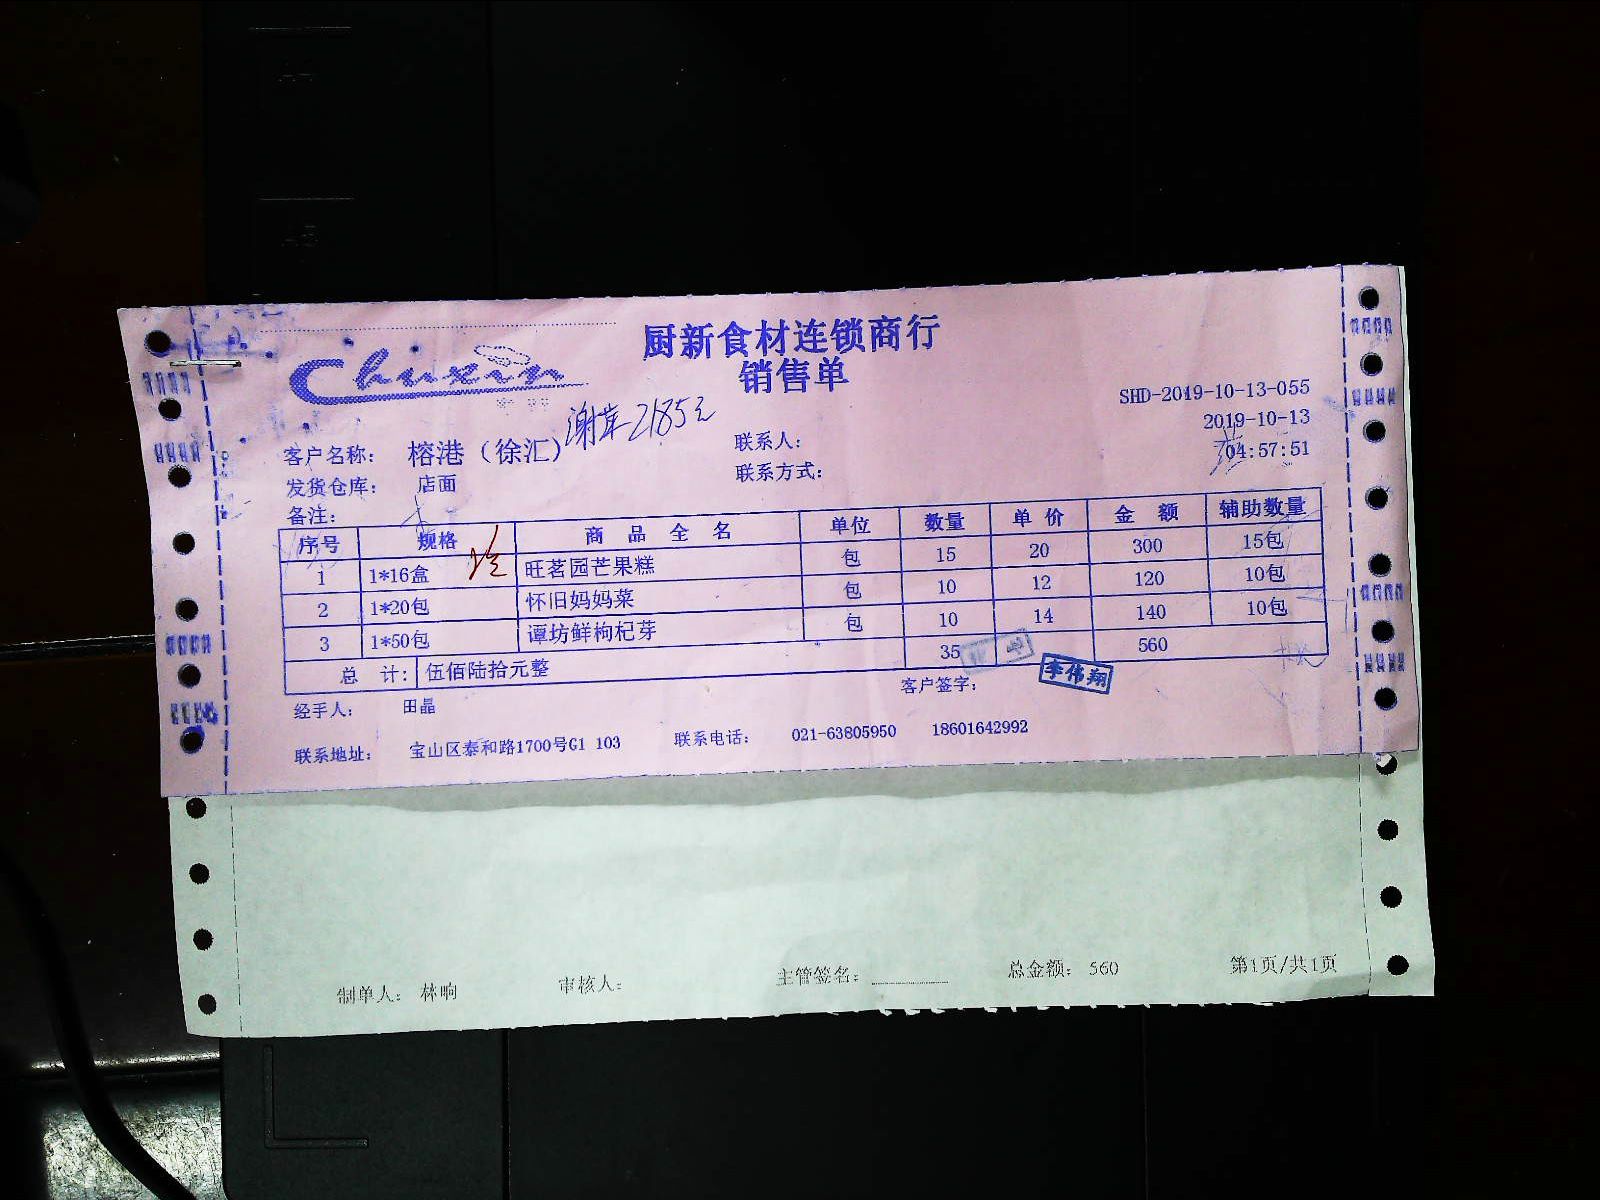 Chuxin
厨新食材连锁商行
销售单
SHD-2019-10-13-055
2019-10-13
04:57:51
客户名称： 榕港（徐汇） 2185元
联系人：
发货仓库： 店面
联系方式：
备注：
序号 规格 商 品 全 名 单位 数量 单 价 金 额 辅助数量
1 1*16盒 旺茗园芒果糕 包 15 20 300 15包
2 1*20包 怀旧妈妈菜 包 10 12 120 10包
3 1*50包 谭坊鲜枸杞芽 包 10 14 140 10包
总 计: 伍佰陆拾元整 35 560
经手人： 田晶 客户签字： 李伟翔
联系地址： 宝山区泰和路1700号G1 103 联系电话： 021-63805950 18601642992
制单人： 林响 审核人： 主管签名： 总金额： 560 第1页/共1页